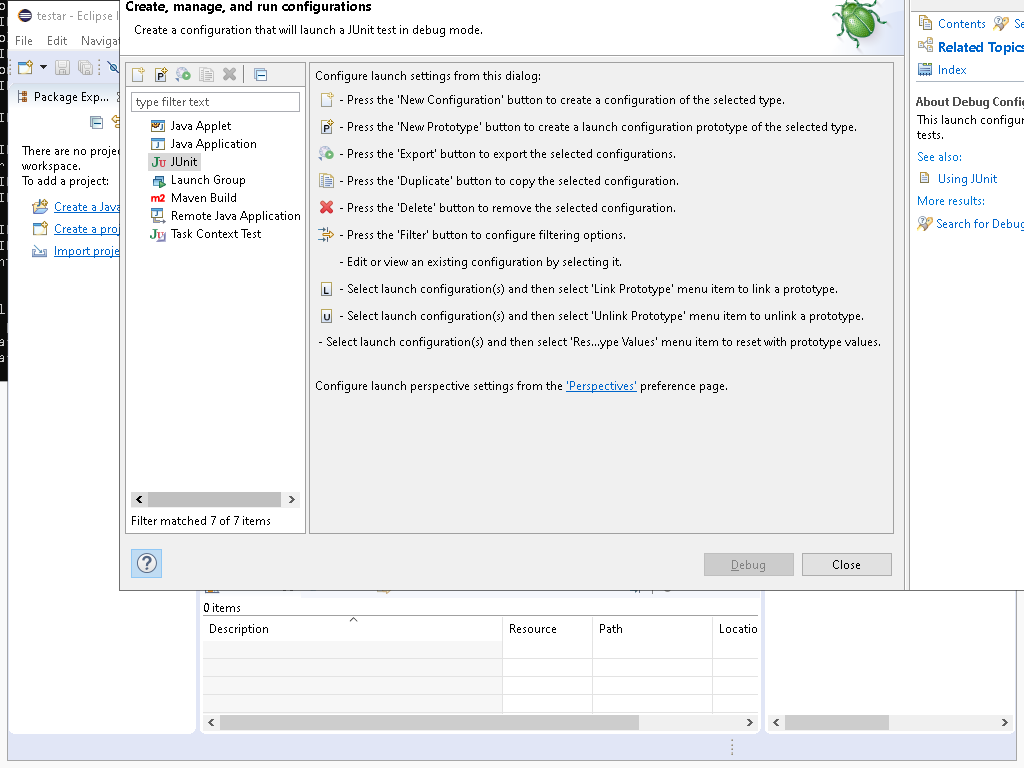 testar - Eclipse
File Edit Navigat
Package Exp...
There are no proje
workspace.
To add a project:
Create a Java
Create a proj
Import proje
Create, manage, and run configurations
Create a configuration that will launch a JUnit test in debug mode.
type filter text
Java Applet
Java Application
JUnit
Launch Group
Maven Build
Remote Java Application
Task Context Test
Filter matched 7 of 7 items
Configure launch settings from this dialog:
- Press the 'New Configuration' button to create a configuration of the selected type.
- Press the 'New Prototype' button to create a launch configuration prototype of the selected type.
- Press the 'Export' button to export the selected configurations.
- Press the 'Duplicate' button to copy the selected configuration.
- Press the 'Delete' button to remove the selected configuration.
- Press the 'Filter' button to configure filtering options.
- Edit or view an existing configuration by selecting it.
- Select launch configuration(s) and then select 'Link Prototype' menu item to link a prototype.
- Select launch configuration(s) and then select 'Unlink Prototype' menu item to unlink a prototype.
- Select launch configuration(s) and then select 'Res...ype Values' menu item to reset with prototype values.
Configure launch perspective settings from the 'Perspectives' preference page.
Debug
Close
Contents Se
Related Topics
Index
About Debug Config
This launch configur
tests.
See also:
Using JUnit
More results:
Search for Debug
0 items
Description Resource Path Locatio